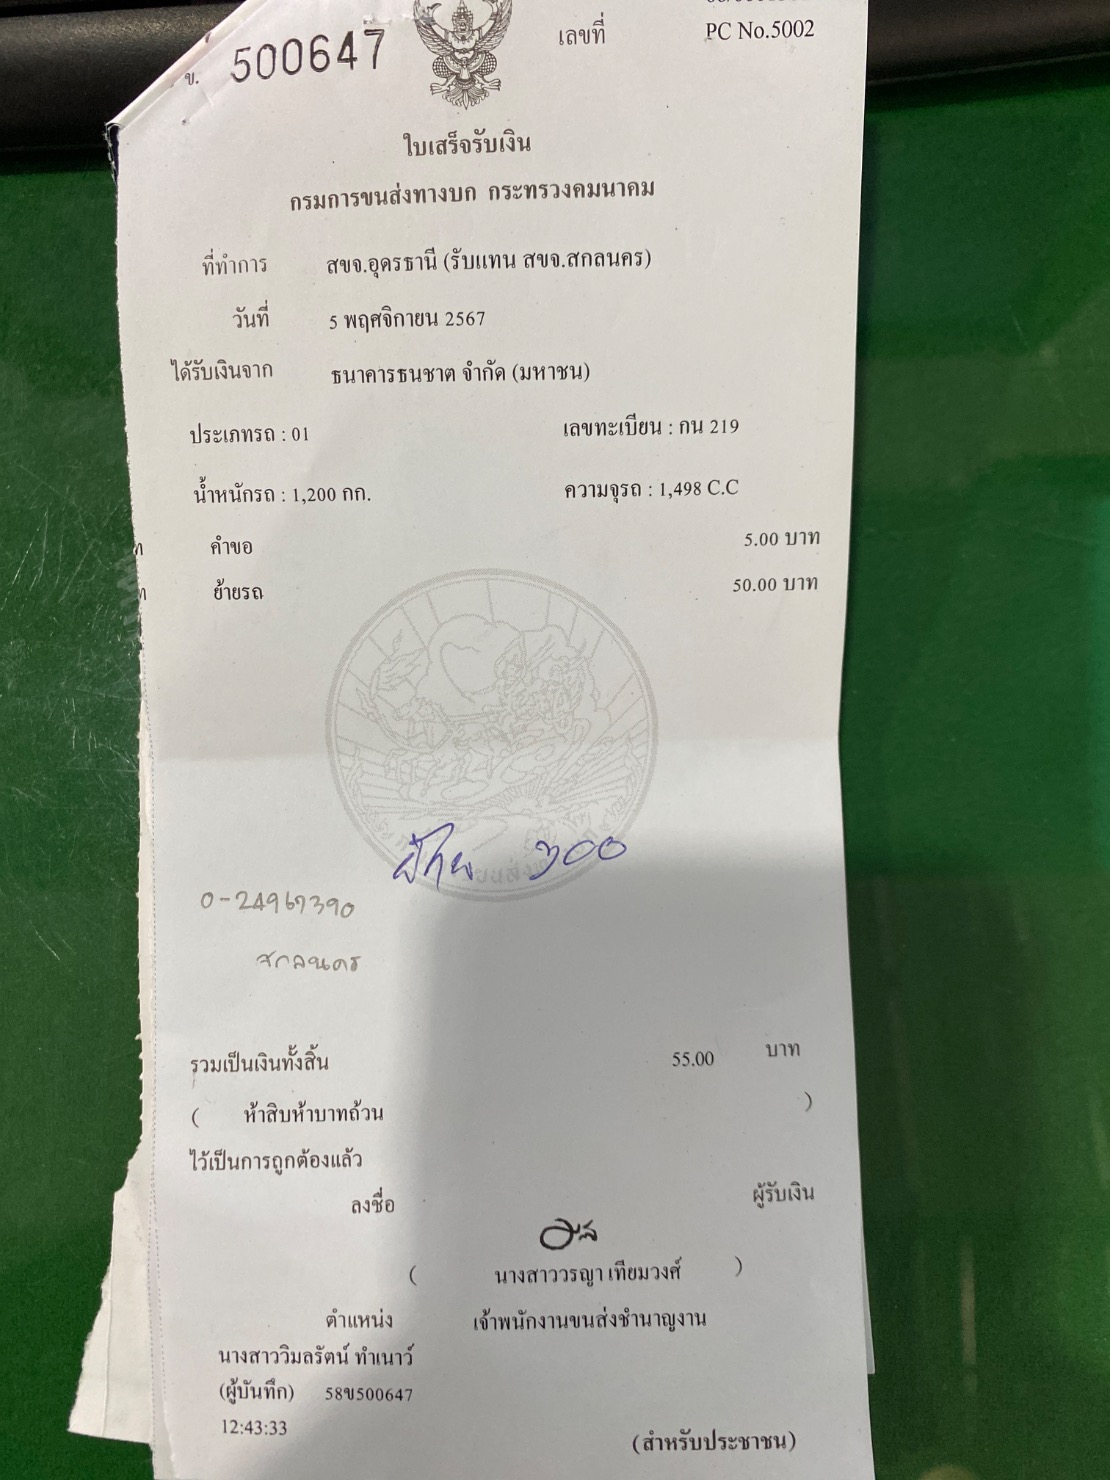 ข. 500647
เลขที่
PC No.5002
ใบเสร็จรับเงิน
กรมการขนส่งทางบก กระทรวงคมนาคม
ที่ทำการ สขจ.อุดรธานี (รับแทน สขจ.สกลนคร)
วันที่ 5 พฤศจิกายน 2567
ได้รับเงินจาก ธนาคารธนชาต จำกัด (มหาชน)
ประเภทรถ : 01 เลขทะเบียน : กน 219
น้ำหนักรถ : 1,200 กก. ความจุรถ : 1,498 C.C
คำขอ 5.00 บาท
ย้ายรถ 50.00 บาท
300
0-24967390
สกลนคร
รวมเป็นเงินทั้งสิ้น 55.00 บาท
( ห้าสิบห้าบาทถ้วน )
ไว้เป็นการถูกต้องแล้ว
ลงชื่อ ผู้รับเงิน
( นางสาววรญา เทียมวงศ์ )
ตำแหน่ง เจ้าพนักงานขนส่งชำนาญงาน
นางสาววิมลรัตน์ ทำเนาว์
(ผู้บันทึก) 58ข500647
12:43:33
(สำหรับประชาชน)